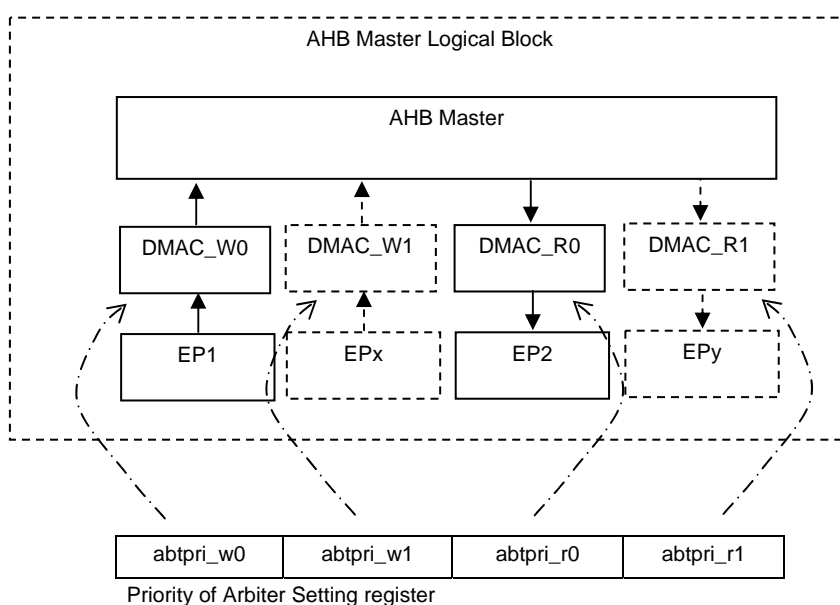 AHB Master Logical Block
AHB Master
DMAC_W0 DMAC_W1 DMAC_R0 DMAC_R1
EP1 EPx EP2 EPy
abtpri_w0 abtpri_w1 abtpri_r0 abtpri_r1
Priority of Arbiter Setting register